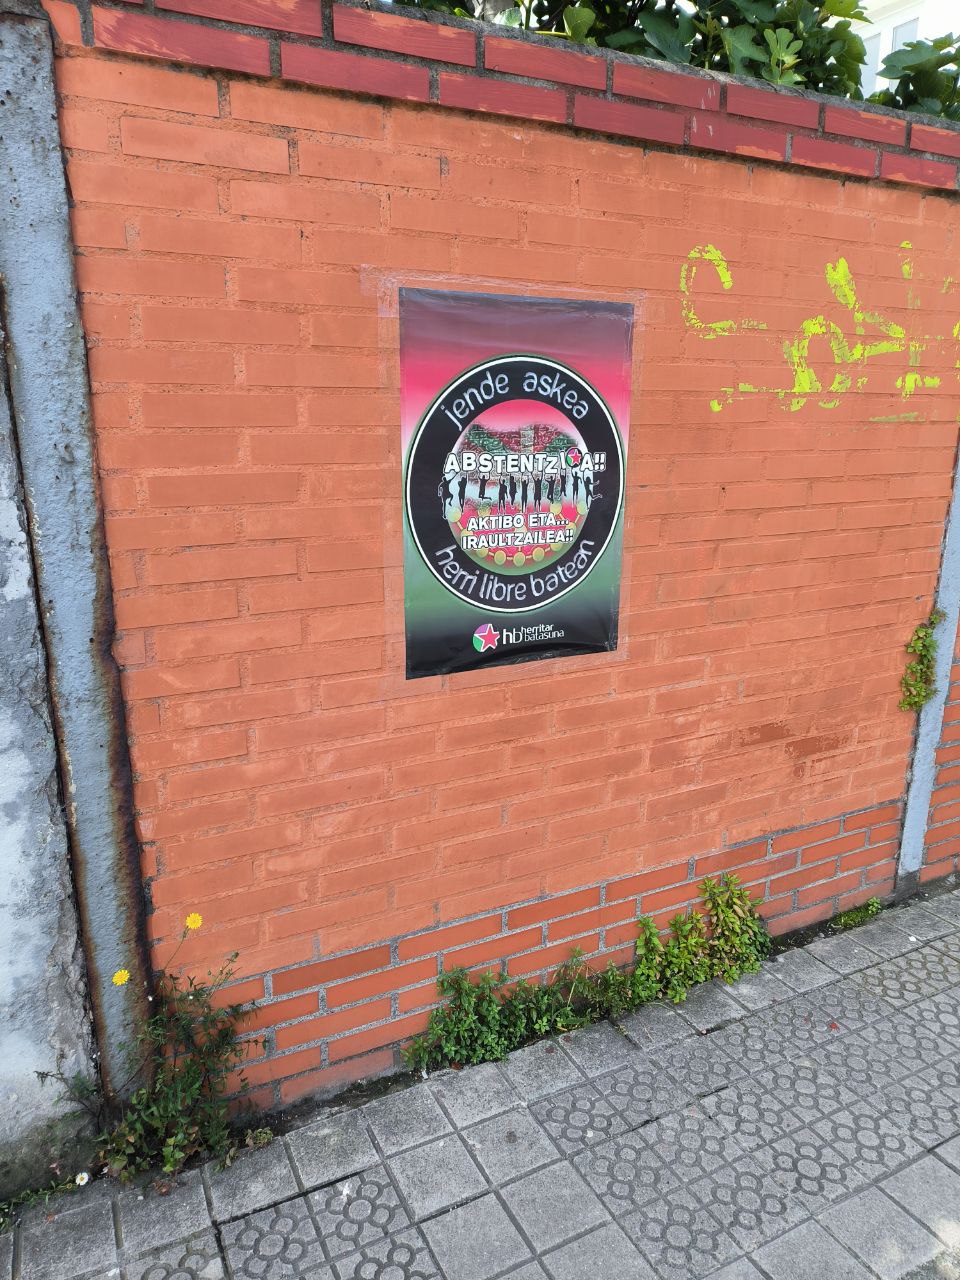 jende askea
ABSTENTZIOA!!
AKTIBO ETA...
IRAULTZAILEA!!
herri libre batean
hb herritar
batasuna